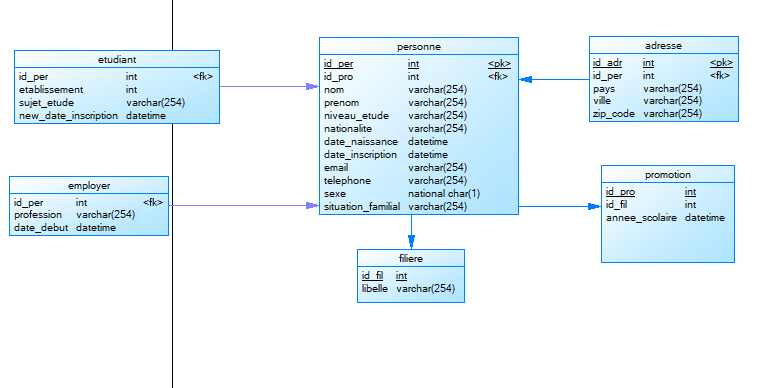 etudiant
id_per int <fk>
etablissement int
sujet_etude varchar(254)
new_date_inscription datetime
employer
id_per int <fk>
profession varchar(254)
date_debut datetime
personne
id_per int <pk>
id_pro int <fk>
nom varchar(254)
prenom varchar(254)
niveau_etude varchar(254)
nationalite varchar(254)
date_naissance datetime
date_inscription datetime
email varchar(254)
telephone varchar(254)
sexe national char(1)
situation_familial varchar(254)
filiere
id_fil int
libelle varchar(254)
adresse
id_adr int <pk>
id_per int <fk>
pays varchar(254)
ville varchar(254)
zip_code varchar(254)
promotion
id_pro int
id_fil int
annee_scolaire datetime